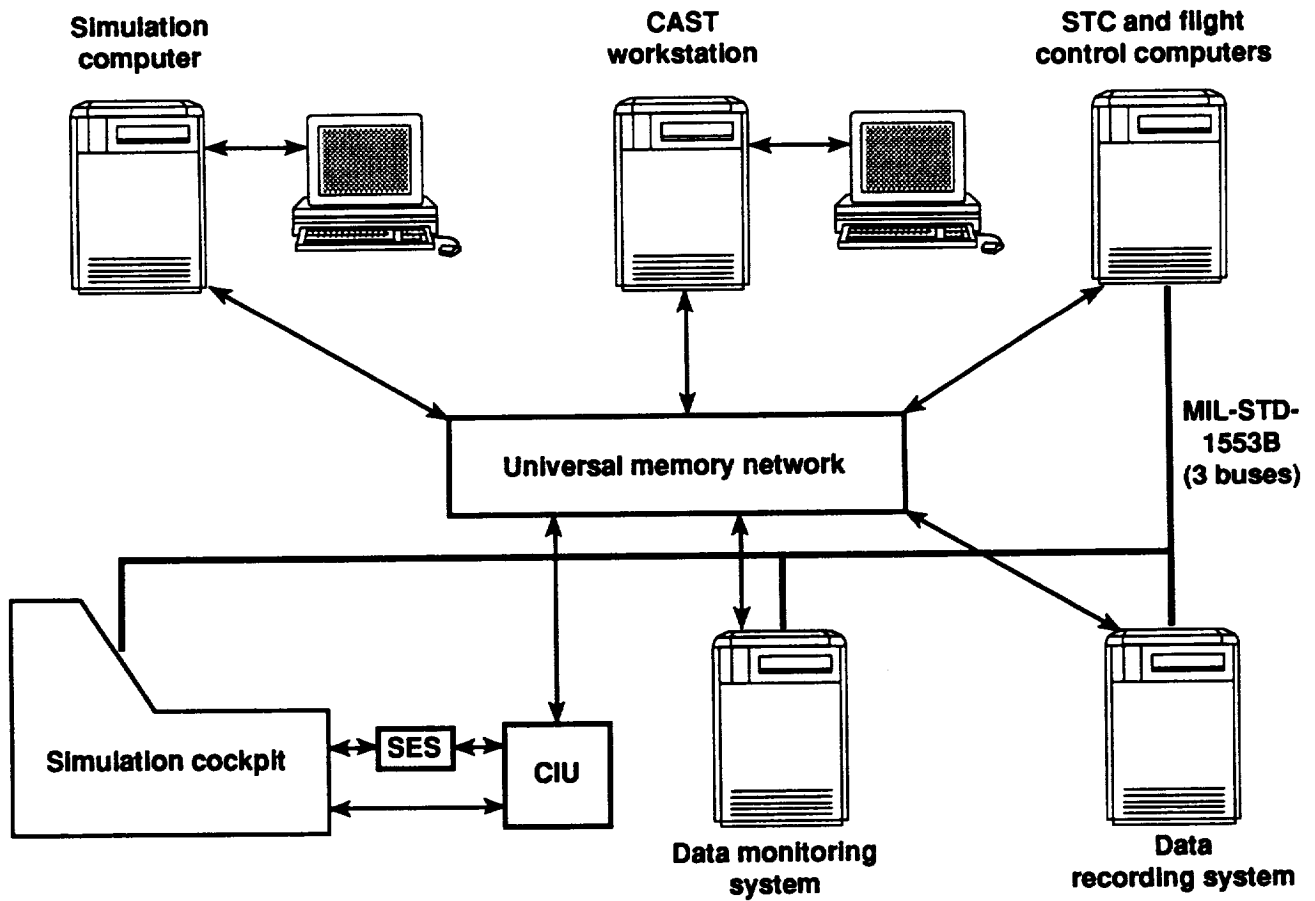 Simulation
computer
CAST
workstation
STC and flight
control computers
MIL-STD-
1553B
(3 buses)
Universal memory network
Simulation cockpit
SES
CIU
Data monitoring
system
Data
recording system